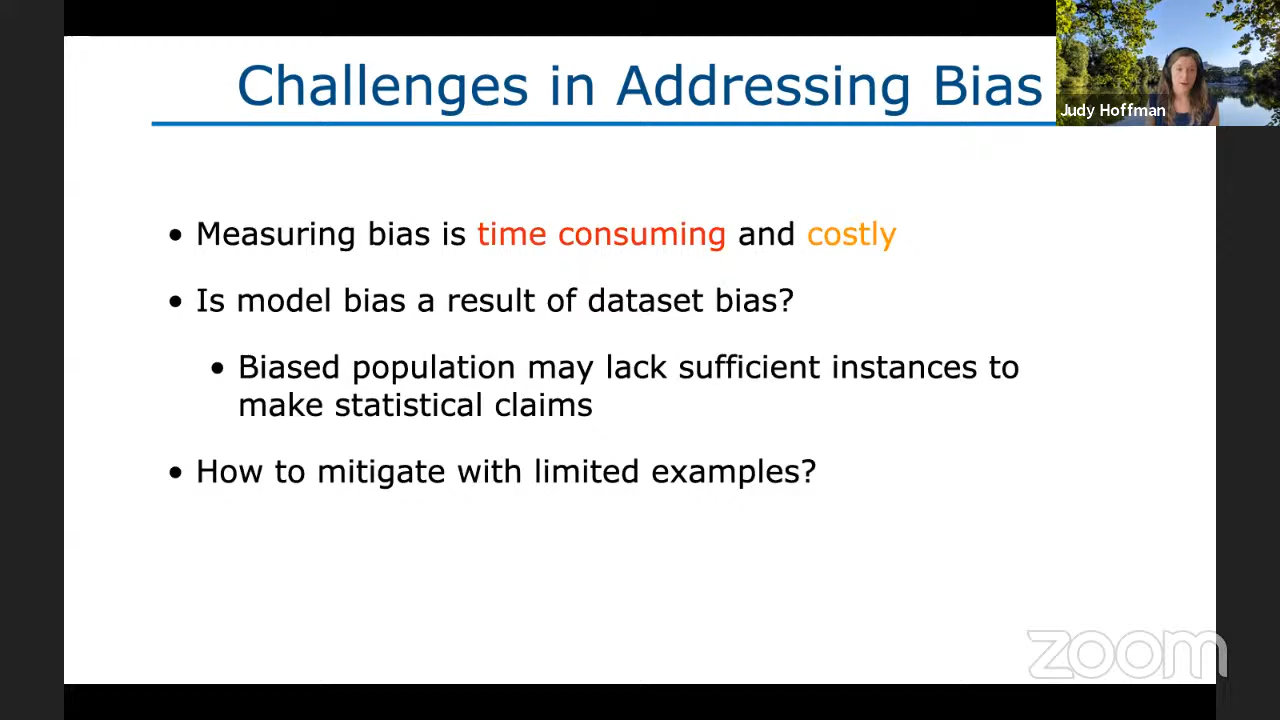 Challenges in Addressing Bias
Judy Hoffman
• Measuring bias is time consuming and costly
• Is model bias a result of dataset bias?
• Biased population may lack sufficient instances to
make statistical claims
• How to mitigate with limited examples?
zoom